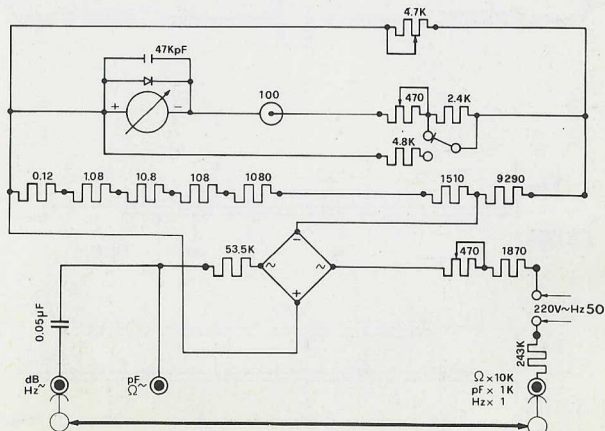 4.7K
47KpF
+ −
100
470
2.4K
4.8K
0.12 1.08 10.8 108 1080 1510 9290
−
53.5K
~ ~
470 1870
+
0.05µF
220V~Hz 50
243K
dB
Hz~
pF
Ω~
Ω x 10K
pF x 1K
Hz x 1